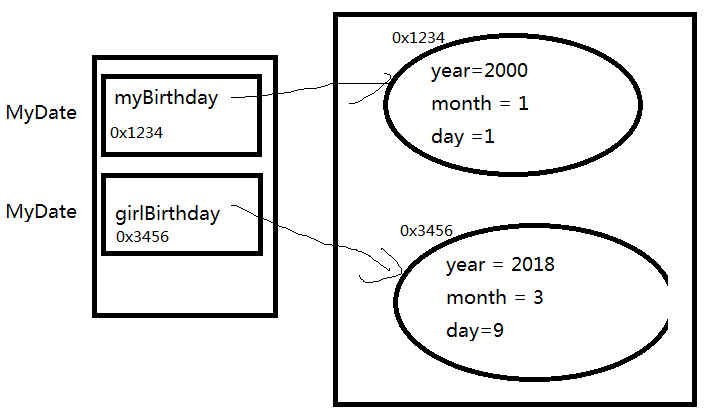 MyDate
myBirthday
0x1234
MyDate
girlBirthday
0x3456
0x1234
year=2000
month = 1
day =1
0x3456
year = 2018
month = 3
day=9